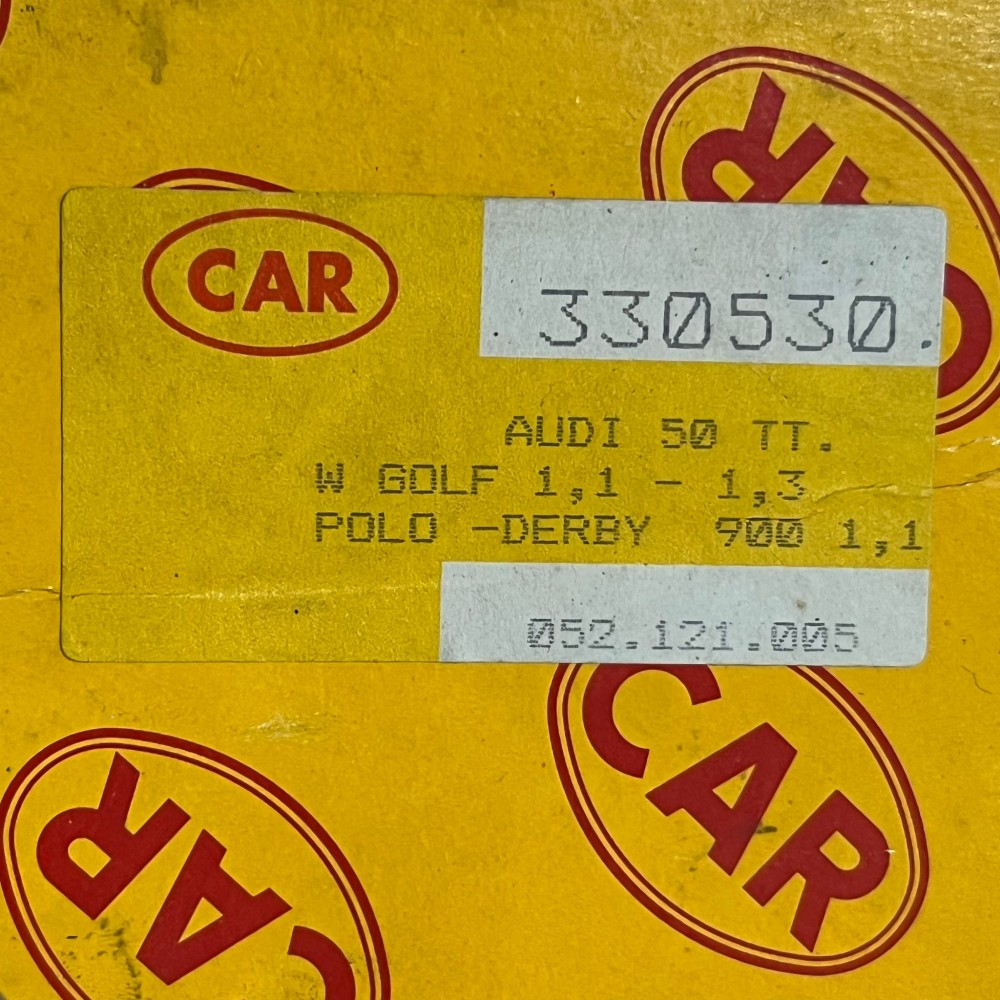 CAR
CAR
330530.
AUDI 50 TT.
W GOLF 1,1 - 1,3
POLO -DERBY 900 1,1
052.121.005
CAR
CAR